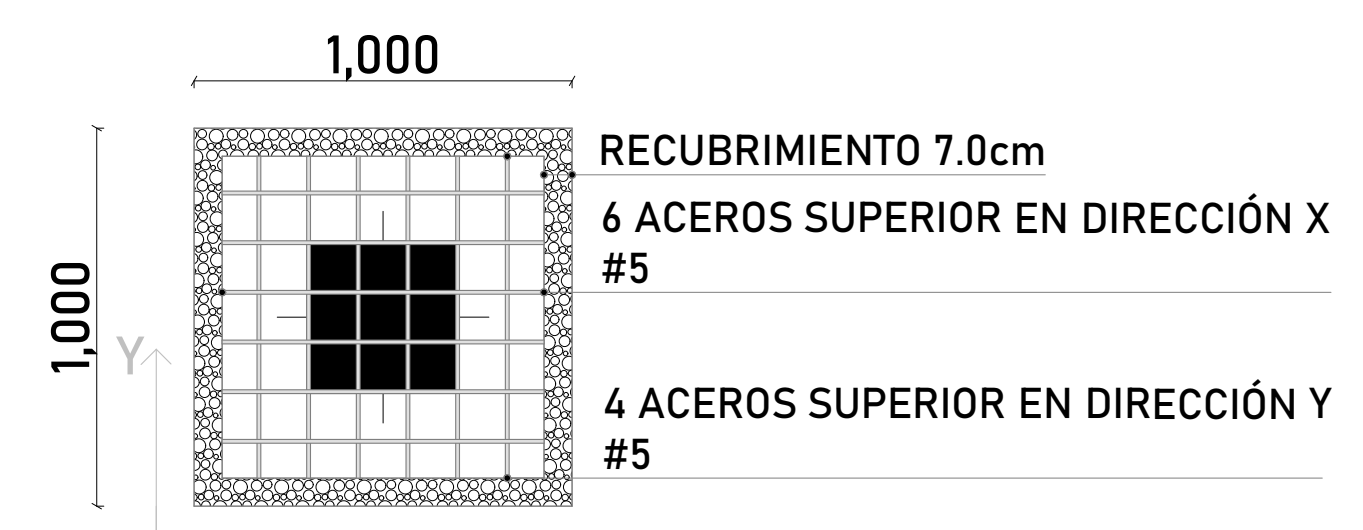 1,000
RECUBRIMIENTO 7.0cm
6 ACEROS SUPERIOR EN DIRECCIÓN X
#5
1,000
Y
4 ACEROS SUPERIOR EN DIRECCIÓN Y
#5